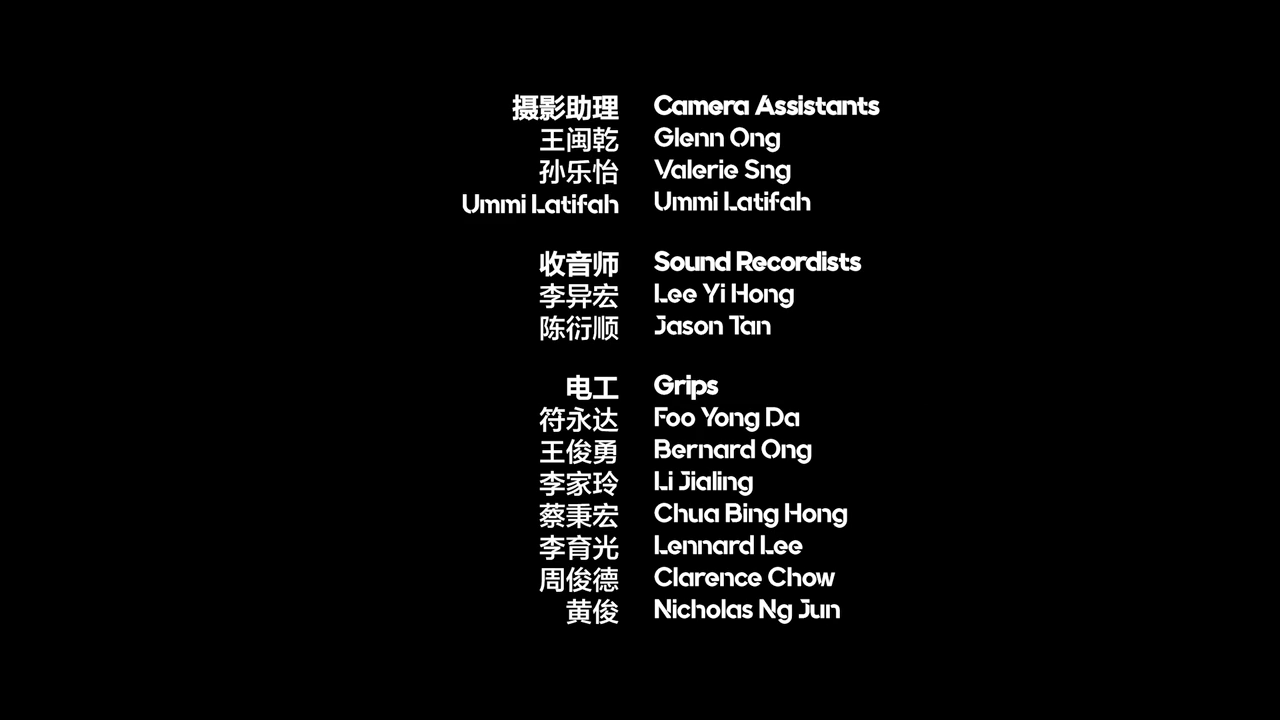 摄影助理 Camera Assistants
王闽乾 Glenn Ong
孙乐怡 Valerie Sng
Ummi Latifah Ummi Latifah
收音师 Sound Recordists
李异宏 Lee Yi Hong
陈衍顺 Jason Tan
电工 Grips
符永达 Foo Yong Da
王俊勇 Bernard Ong
李家玲 Li Jialing
蔡秉宏 Chua Bing Hong
李育光 Lennard Lee
周俊德 Clarence Chow
黄俊 Nicholas Ng Jun